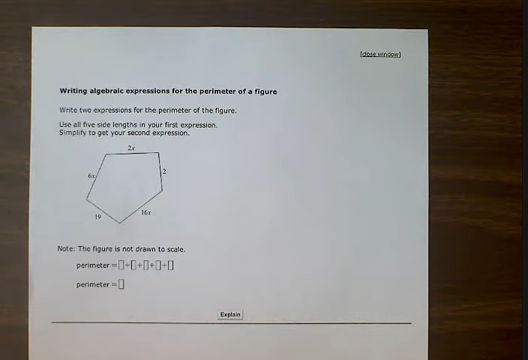 [close window]
Writing algebraic expressions for the perimeter of a figure
Write two expressions for the perimeter of the figure.
Use all five side lengths in your first expression.
Simplify to get your second expression.
2x
6x
2
19
16x
Note: The figure is not drawn to scale.
perimeter = □+□+□+□+□
perimeter = □
Explain